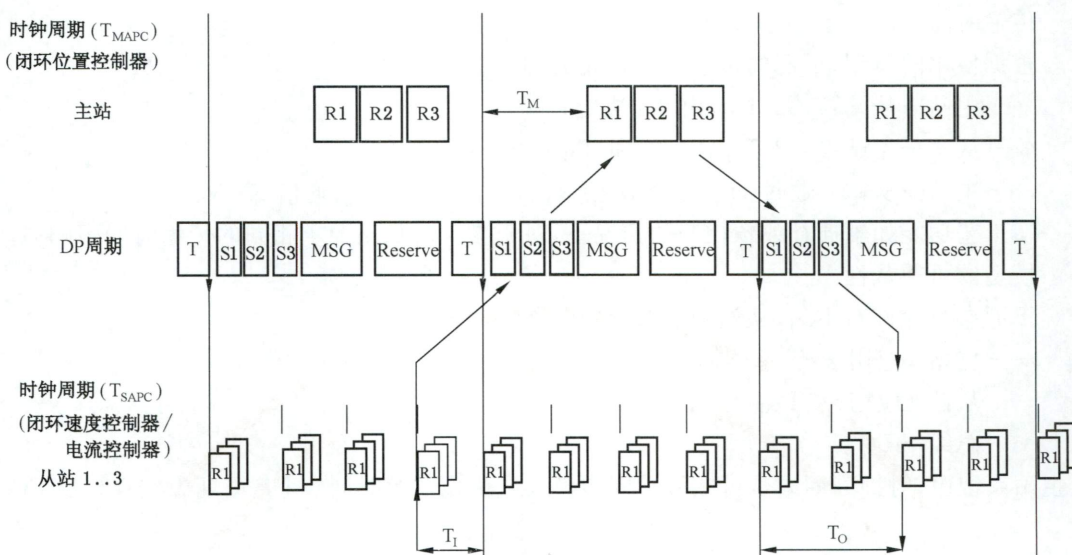 时钟周期(T_MAPC)
(闭环位置控制器)
主站 R1 R2 R3 T_M R1 R2 R3 R1 R2 R3
DP周期 T S1 S2 S3 MSG Reserve T S1 S2 S3 MSG Reserve T S1 S2 S3 MSG Reserve T
时钟周期(T_SAPC)
(闭环速度控制器/
电流控制器)
从站 1..3 R1 R1 R1 R1 R1 R1 R1 R1 R1 R1 R1 R1 R1
T_I T_O